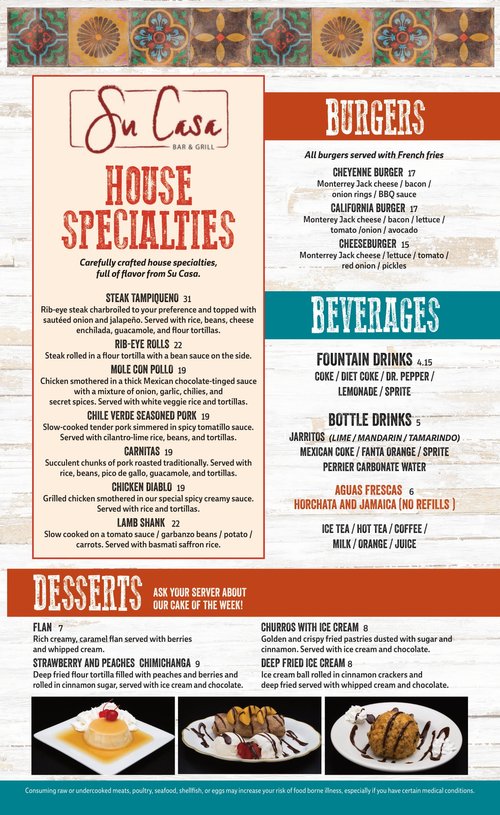 Su Casa
BAR & GRILL
HOUSE
SPECIALTIES
Carefully crafted house specialties,
full of flavor from Su Casa.
STEAK TAMPIQUENO 31
Rib-eye steak charbroiled to your preference and topped with
sautéed onion and jalapeño. Served with rice, beans, cheese
enchilada, guacamole, and flour tortillas.
RIB-EYE ROLLS 22
Steak rolled in a flour tortilla with a bean sauce on the side.
MOLE CON POLLO 19
Chicken smothered in a thick Mexican chocolate-tinged sauce
with a mixture of onion, garlic, chilies, and
secret spices. Served with white veggie rice and tortillas.
CHILE VERDE SEASONED PORK 19
Slow-cooked tender pork simmered in spicy tomatillo sauce.
Served with cilantro-lime rice, beans, and tortillas.
CARNITAS 19
Succulent chunks of pork roasted traditionally. Served with
rice, beans, pico de gallo, guacamole, and tortillas.
CHICKEN DIABLO 19
Grilled chicken smothered in our special spicy creamy sauce.
Served with rice and tortillas.
LAMB SHANK 22
Slow cooked on a tomato sauce / garbanzo beans / potato /
carrots. Served with basmati saffron rice.
BURGERS
All burgers served with French fries
CHEYENNE BURGER 17
Monterrey Jack cheese / bacon /
onion rings / BBQ sauce
CALIFORNIA BURGER 17
Monterey Jack cheese / bacon / lettuce /
tomato /onion / avocado
CHEESEBURGER 15
Monterrey Jack cheese / lettuce / tomato /
red onion / pickles
BEVERAGES
FOUNTAIN DRINKS 4.15
COKE / DIET COKE / DR. PEPPER /
LEMONADE / SPRITE
BOTTLE DRINKS 5
JARRITOS (LIME / MANDARIN / TAMARINDO)
MEXICAN COKE / FANTA ORANGE / SPRITE
PERRIER CARBONATE WATER
AGUAS FRESCAS 6
HORCHATA AND JAMAICA (NO REFILLS )
ICE TEA / HOT TEA / COFFEE /
MILK / ORANGE / JUICE
DESSERTS
ASK YOUR SERVER ABOUT
OUR CAKE OF THE WEEK!
FLAN 7
Rich creamy, caramel flan served with berries
and whipped cream.
STRAWBERRY AND PEACHES CHIMICHANGA 9
Deep fried flour tortilla filled with peaches and berries and
rolled in cinnamon sugar, served with ice cream and chocolate.
CHURROS WITH ICE CREAM 8
Golden and crispy fried pastries dusted with sugar and
cinnamon. Served with ice cream and chocolate.
DEEP FRIED ICE CREAM 8
Ice cream ball rolled in cinnamon crackers and
deep fried served with whipped cream and chocolate.
Consuming raw or undercooked meats, poultry, seafood, shellfish, or eggs may increase your risk of food borne illness, especially if you have certain medical conditions.